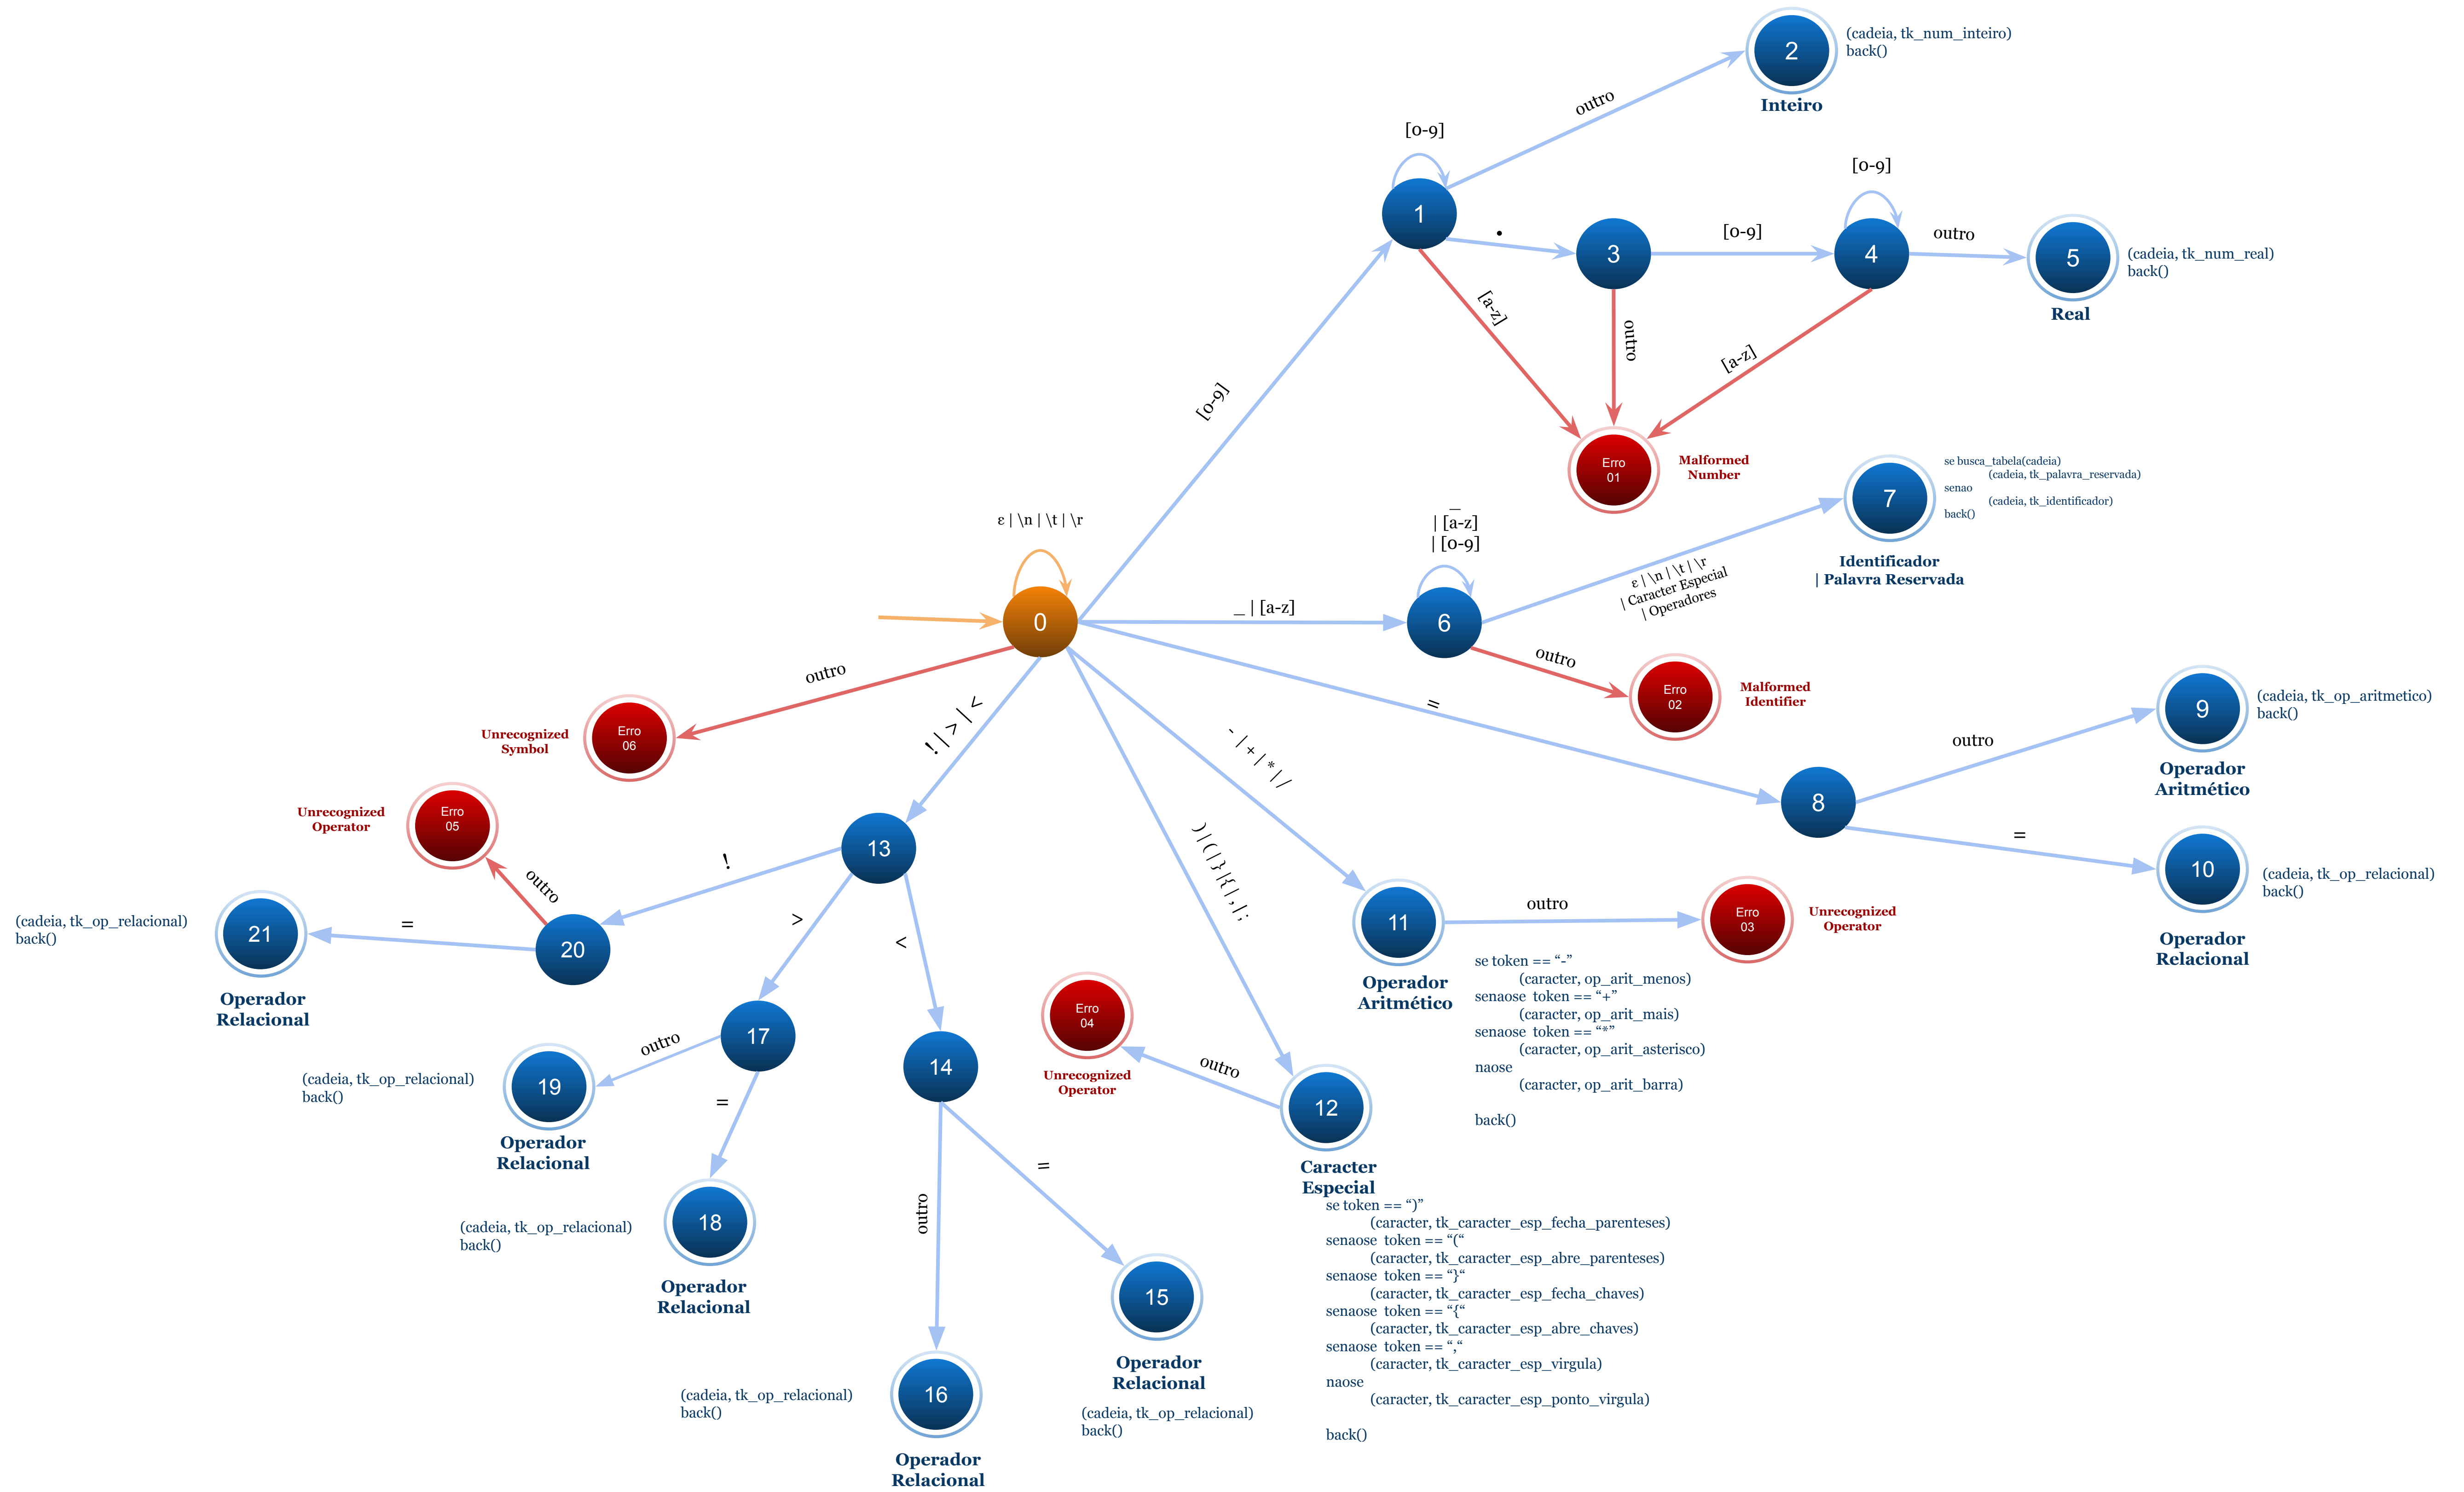 2
(cadeia, tk_num_inteiro)
back()
Inteiro
outro
[0-9]
1
.
3
[0-9]
[0-9]
4
outro
5
(cadeia, tk_num_real)
back()
Real
[a-z]
outro
[a-z]
[0-9]
Erro
01
Malformed
Number
7
se busca_tabela(cadeia)
(cadeia, tk_palavra_reservada)
senao
(cadeia, tk_identificador)
back()
Identificador
| Palavra Reservada
ε | \n | \t | \r
0
_ | [a-z]
_
| [a-z]
| [0-9]
6
ε | \n | \t | \r
| Caracter Especial
| Operadores
outro
Erro
02
Malformed
Identifier
outro
Erro
06
Unrecognized
Symbol
! | > | <
- | + | * | /
) | ( | } | { | , | ;
=
8
outro
9
(cadeia, tk_op_aritmetico)
back()
Operador
Aritmético
=
10
(cadeia, tk_op_relacional)
back()
Operador
Relacional
Unrecognized
Operator
Erro
05
outro
13
!
>
<
20
=
21
(cadeia, tk_op_relacional)
back()
Operador
Relacional
17
outro
19
(cadeia, tk_op_relacional)
back()
Operador
Relacional
=
18
(cadeia, tk_op_relacional)
back()
Operador
Relacional
14
outro
16
(cadeia, tk_op_relacional)
back()
Operador
Relacional
=
15
Operador
Relacional
(cadeia, tk_op_relacional)
back()
11
Operador
Aritmético
outro
Erro
03
Unrecognized
Operator
se token == “-”
(caracter, op_arit_menos)
senaose token == “+”
(caracter, op_arit_mais)
senaose token == “*”
(caracter, op_arit_asterisco)
naose
(caracter, op_arit_barra)
back()
Erro
04
Unrecognized
Operator
outro
12
Caracter
Especial
se token == “)”
(caracter, tk_caracter_esp_fecha_parenteses)
senaose token == “(“
(caracter, tk_caracter_esp_abre_parenteses)
senaose token == “}“
(caracter, tk_caracter_esp_fecha_chaves)
senaose token == “{“
(caracter, tk_caracter_esp_abre_chaves)
senaose token == “,“
(caracter, tk_caracter_esp_virgula)
naose
(caracter, tk_caracter_esp_ponto_virgula)
back()